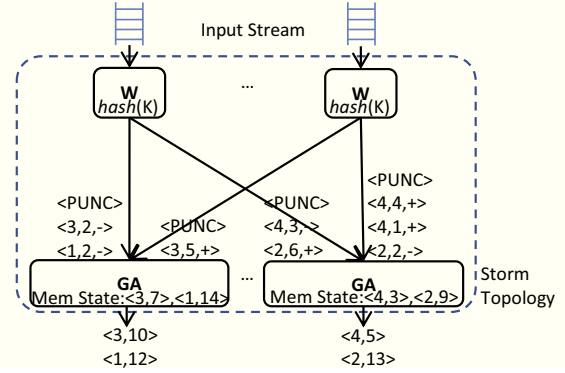 Input Stream
W
hash(K)
...
W
hash(K)
<PUNC>
<3,2,->
<1,2,->
<PUNC>
<3,5,+>
<PUNC>
<4,3,->
<2,6,+>
<PUNC>
<4,4,+>
<4,1,+>
<2,2,->
GA
Mem State:<3,7>,<1,14>
...
GA
Mem State:<4,3>,<2,9>
Storm
Topology
<3,10>
<1,12>
<4,5>
<2,13>